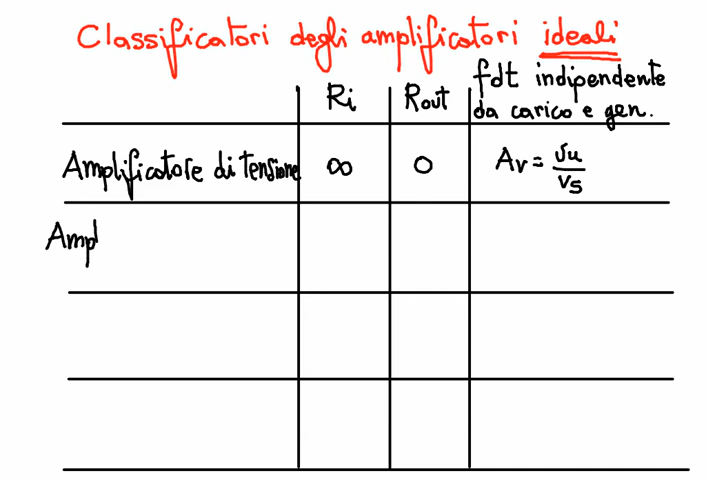 Classificatori degli amplificatori ideali
Ri
Rout
fdt indipendente
da carico e gen.
Amplificatore di tensione
∞
0
Av = vu/vs
Ampl